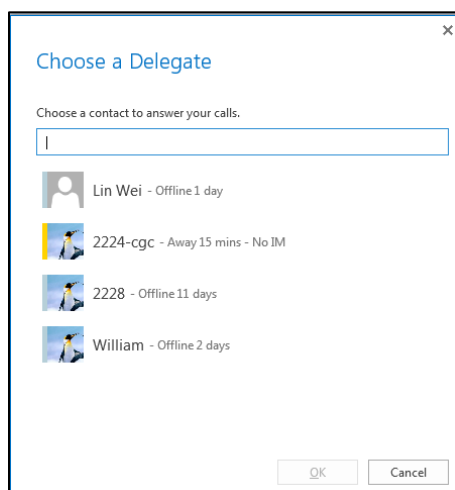 Choose a Delegate
Choose a contact to answer your calls.
Lin Wei - Offline 1 day
2224-cgc - Away 15 mins - No IM
2228 - Offline 11 days
William - Offline 2 days
OK Cancel